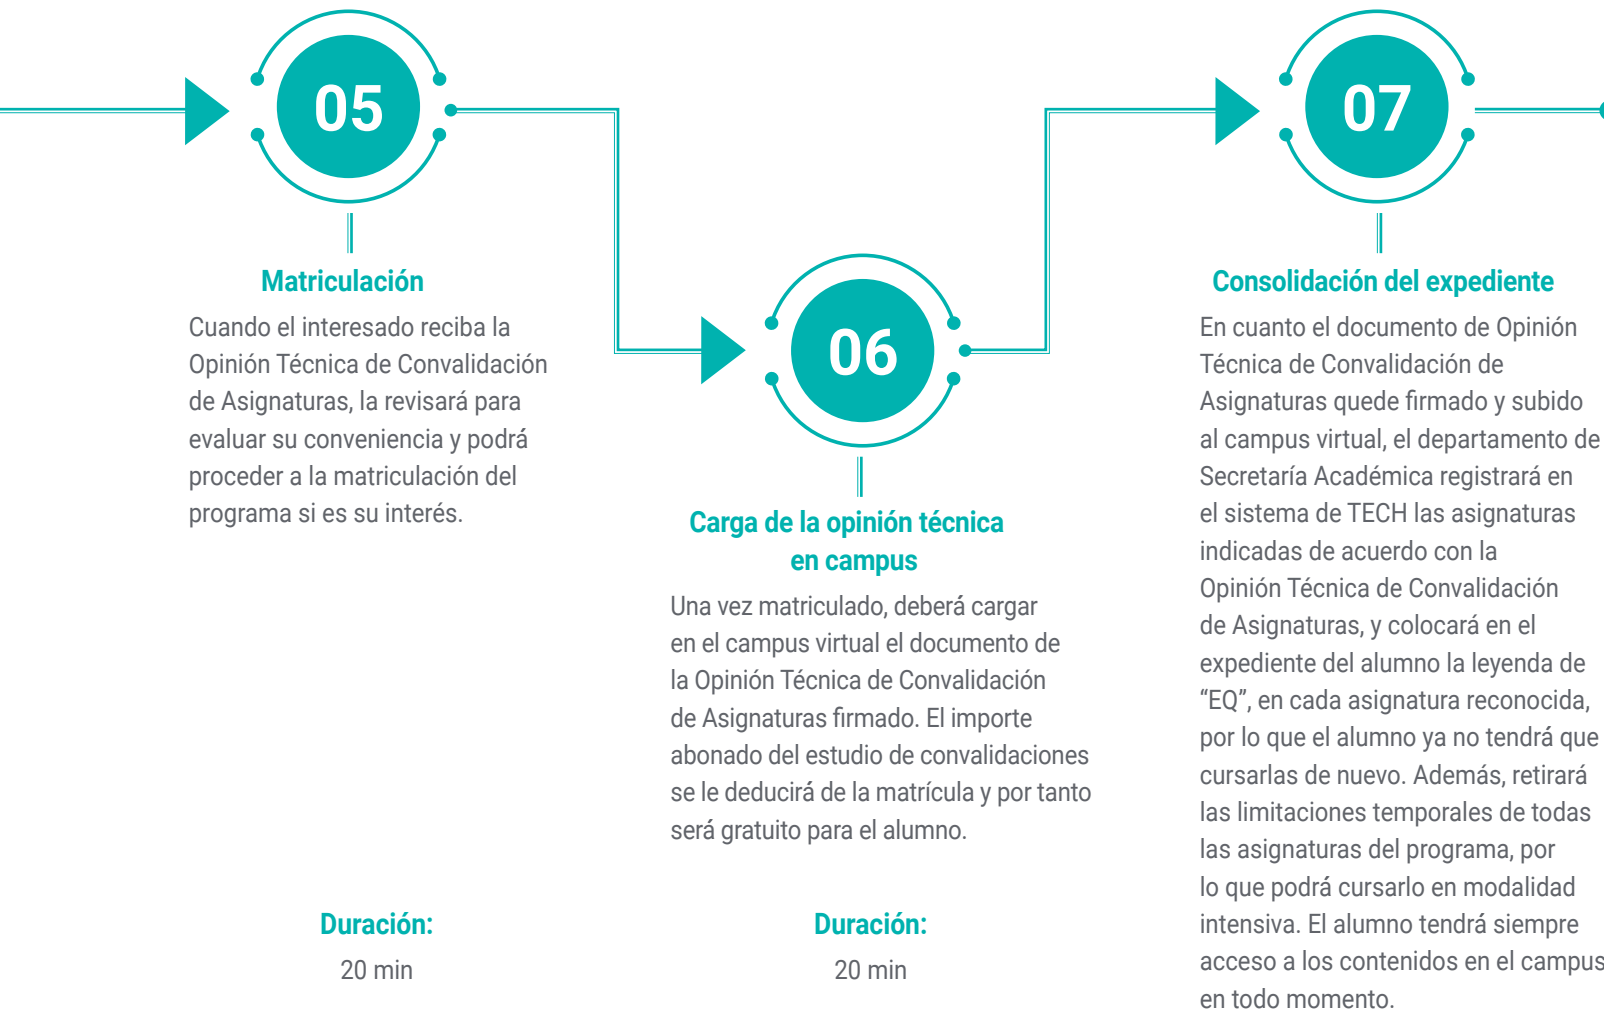 05
Matriculación
Cuando el interesado reciba la
Opinión Técnica de Convalidación
de Asignaturas, la revisará para
evaluar su conveniencia y podrá
proceder a la matriculación del
programa si es su interés.
Duración:
20 min
06
Carga de la opinión técnica
en campus
Una vez matriculado, deberá cargar
en el campus virtual el documento de
la Opinión Técnica de Convalidación
de Asignaturas firmado. El importe
abonado del estudio de convalidaciones
se le deducirá de la matrícula y por tanto
será gratuito para el alumno.
Duración:
20 min
07
Consolidación del expediente
En cuanto el documento de Opinión
Técnica de Convalidación de
Asignaturas quede firmado y subido
al campus virtual, el departamento de
Secretaría Académica registrará en
el sistema de TECH las asignaturas
indicadas de acuerdo con la
Opinión Técnica de Convalidación
de Asignaturas, y colocará en el
expediente del alumno la leyenda de
“EQ”, en cada asignatura reconocida,
por lo que el alumno ya no tendrá que
cursarlas de nuevo. Además, retirará
las limitaciones temporales de todas
las asignaturas del programa, por
lo que podrá cursarlo en modalidad
intensiva. El alumno tendrá siempre
acceso a los contenidos en el campus
en todo momento.